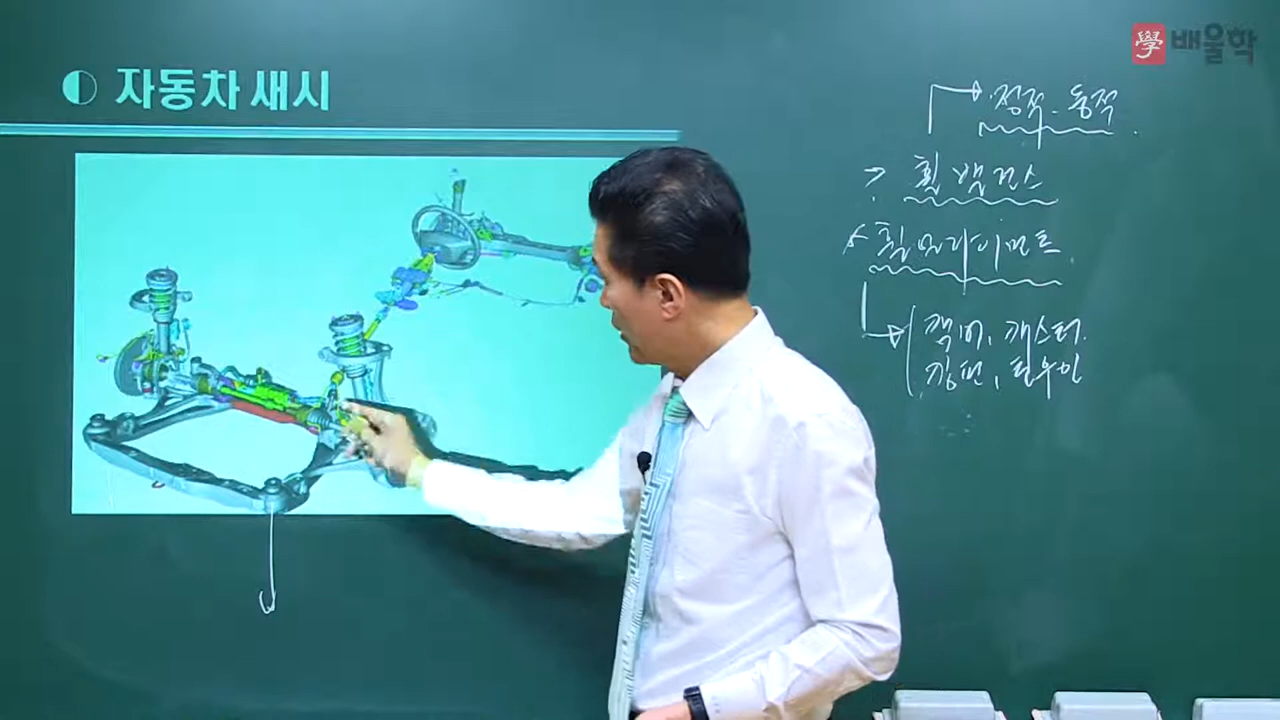 學 배울학
자동차 새시
정적 - 동적
휠 밸런스
휠 얼라이먼트
캠버, 캐스터
킹핀, 토우인